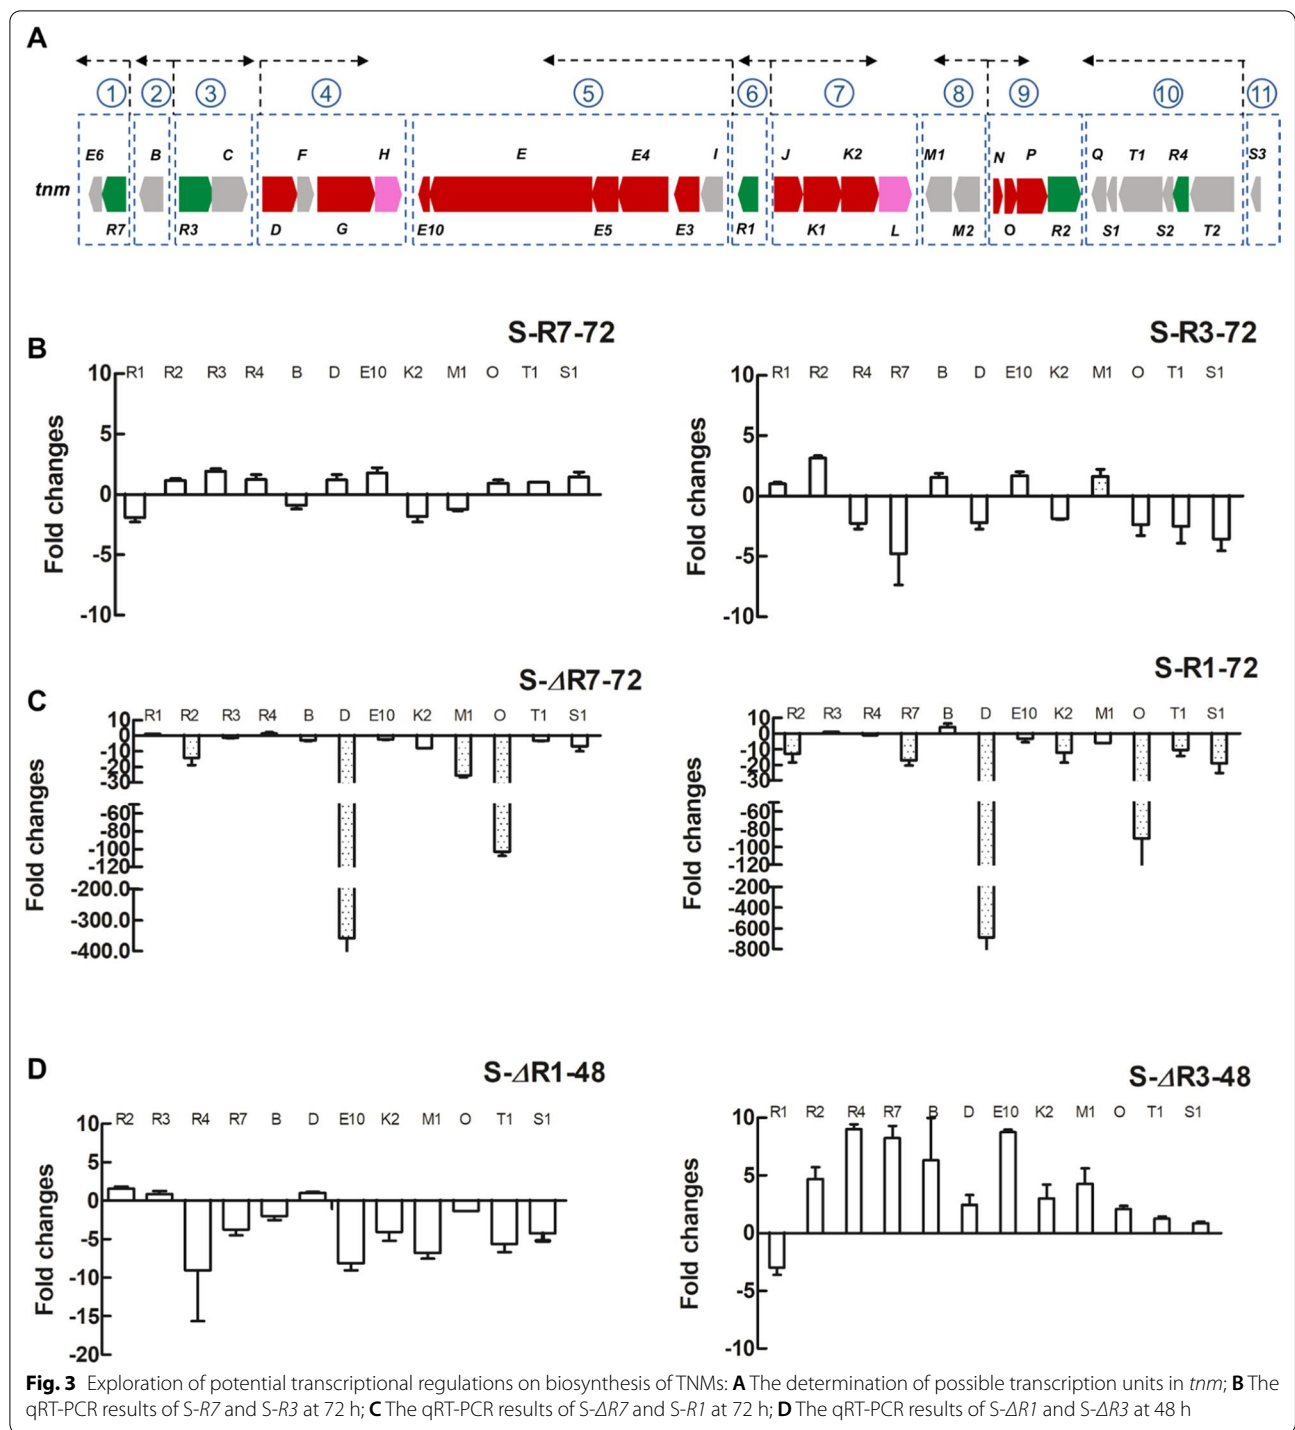 A
1 2 3 4 5 6 7 8 9 10 11
E6 B C F H E E4 I J K2 M1 N P Q T1 R4 S3
tnm
R7 R3 D G E10 E5 E3 R1 K1 L M2 O R2 S1 S2 T2
B
S-R7-72
R1 R2 R3 R4 B D E10 K2 M1 O T1 S1
10
5
0
-5
-10
Fold changes
S-R3-72
R1 R2 R4 R7 B D E10 K2 M1 O T1 S1
10
5
0
-5
-10
Fold changes
C
S-ΔR7-72
R1 R2 R3 R4 B D E10 K2 M1 O T1 S1
10
0
-10
-20
-30
-60
-80
-100
-120
-200.0
-300.0
-400.0
Fold changes
S-R1-72
R2 R3 R4 R7 B D E10 K2 M1 O T1 S1
10
0
-10
-20
-30
-60
-80
-100
-120
-200
-400
-600
-800
Fold changes
D
S-ΔR1-48
R2 R3 R4 R7 B D E10 K2 M1 O T1 S1
10
5
0
-5
-10
-15
-20
Fold changes
S-ΔR3-48
R1 R2 R4 R7 B D E10 K2 M1 O T1 S1
10
5
0
-5
-10
Fold changes
Fig. 3 Exploration of potential transcriptional regulations on biosynthesis of TNMs: A The determination of possible transcription units in tnm; B The
qRT-PCR results of S-R7 and S-R3 at 72 h; C The qRT-PCR results of S-ΔR7 and S-R1 at 72 h; D The qRT-PCR results of S-ΔR1 and S-ΔR3 at 48 h